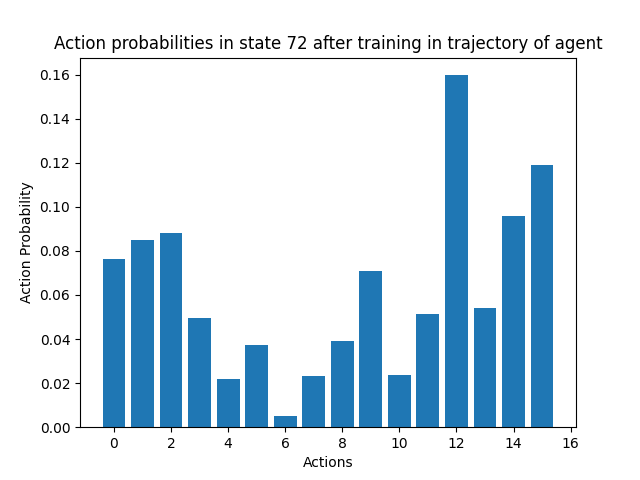 Action probabilities in state 72 after training in trajectory of agent
0.16
0.14
0.12
0.10
0.08
0.06
0.04
0.02
0.00
Action Probability
0 2 4 6 8 10 12 14 16
Actions